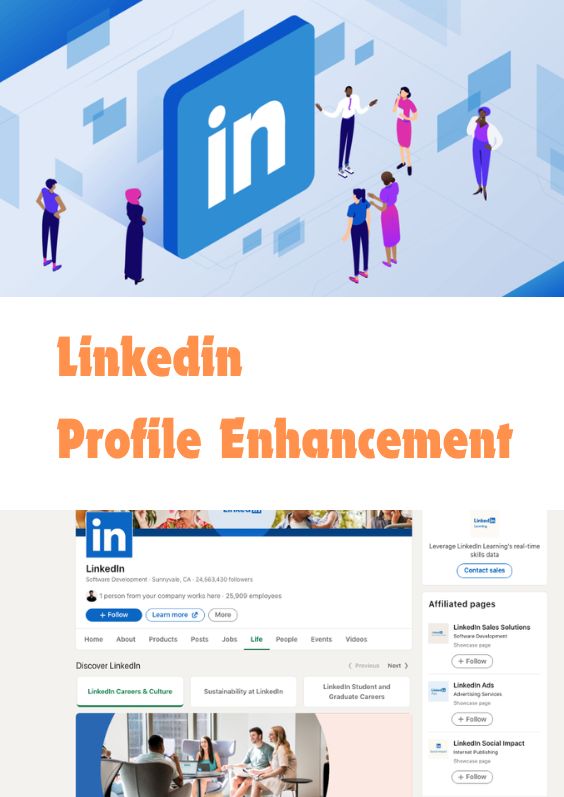 in
Linkedin
Profile Enhancement
in
LinkedIn
Software Development · Sunnyvale, CA · 24,563,430 followers
1 person from your company works here · 25,909 employees
+ Follow
Learn more
More
Home About Products Posts Jobs Life People Events Videos
Discover LinkedIn
Previous Next
LinkedIn Careers & Culture
Sustainability at LinkedIn
LinkedIn Student and
Graduate Careers
Linked in
Learning
Leverage LinkedIn Learning's real-time
skills data
Contact sales
Affiliated pages
LinkedIn Sales Solutions
Software Development
Showcase page
+ Follow
LinkedIn Ads
Advertising Services
Showcase page
+ Follow
LinkedIn Social Impact
Internet Publishing
Showcase page
+ Follow